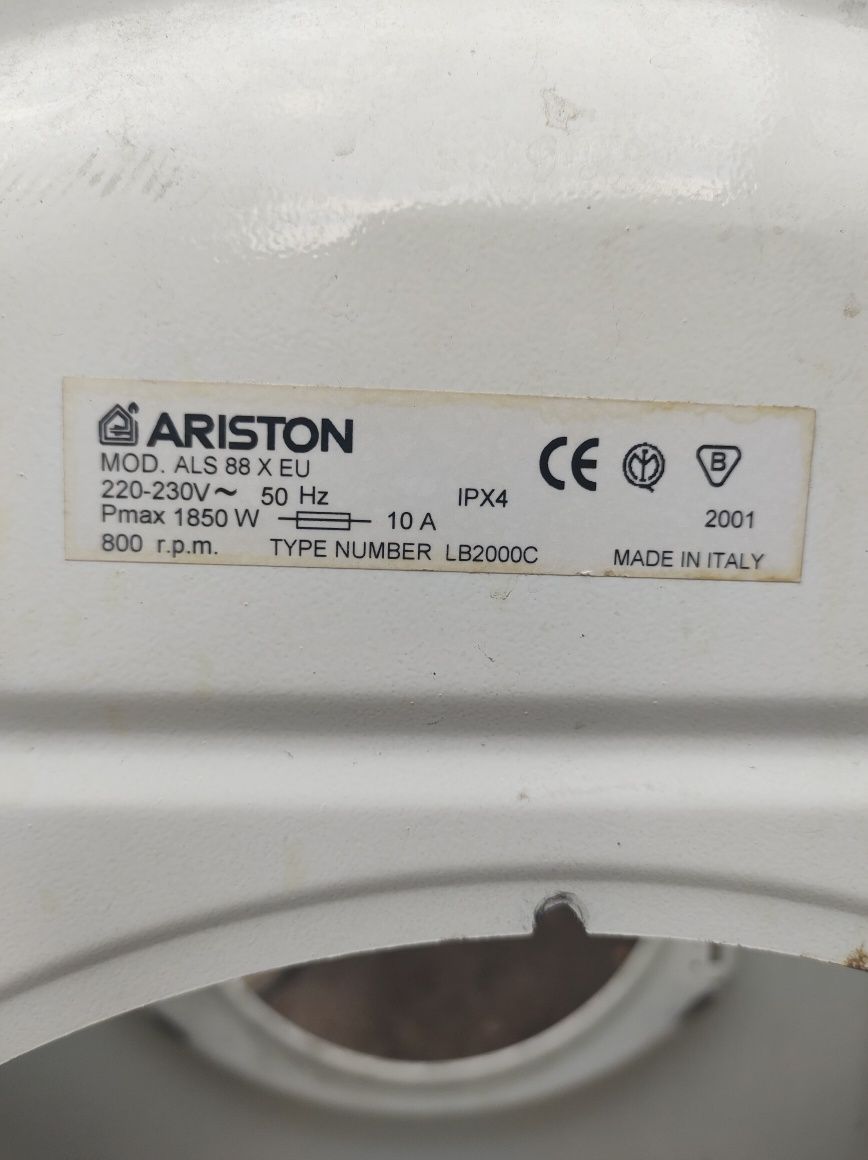 ARISTON
MOD. ALS 88 X EU
220-230V~ 50 Hz
IPX4
Pmax 1850 W 10 A
800 r.p.m. TYPE NUMBER LB2000C
CE
B
2001
MADE IN ITALY